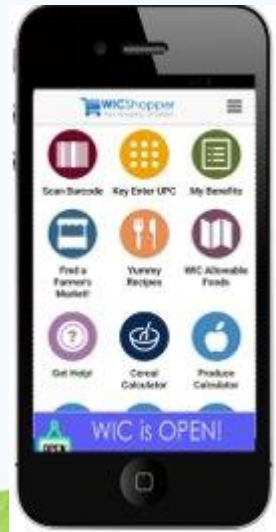 WICShopper
Scan Barcode Key Enter UPC My Benefits
Find a
Farmer's
Market!
Yummy
Recipes
WIC Allowable
Foods
Get Help!
Cereal
Calculator
Produce
Calculator
WIC is OPEN!